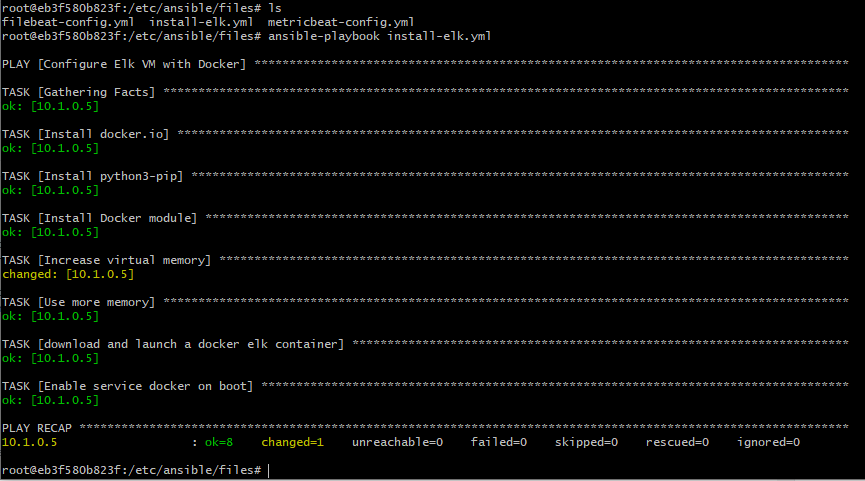 root@eb3f580b823f:/etc/ansible/files# ls
filebeat-config.yml  install-elk.yml  metricbeat-config.yml
root@eb3f580b823f:/etc/ansible/files# ansible-playbook install-elk.yml
PLAY [Configure Elk VM with Docker] *************************************************************************************
TASK [Gathering Facts] **************************************************************************************************
ok: [10.1.0.5]
TASK [Install docker.io] ************************************************************************************************
ok: [10.1.0.5]
TASK [Install python3-pip] **********************************************************************************************
ok: [10.1.0.5]
TASK [Install Docker module] ********************************************************************************************
ok: [10.1.0.5]
TASK [Increase virtual memory] ******************************************************************************************
changed: [10.1.0.5]
TASK [Use more memory] **************************************************************************************************
ok: [10.1.0.5]
TASK [download and launch a docker elk container] ***********************************************************************
ok: [10.1.0.5]
TASK [Enable service docker on boot] ************************************************************************************
ok: [10.1.0.5]
PLAY RECAP **************************************************************************************************************
10.1.0.5                   : ok=8    changed=1    unreachable=0    failed=0    skipped=0    rescued=0    ignored=0
root@eb3f580b823f:/etc/ansible/files#